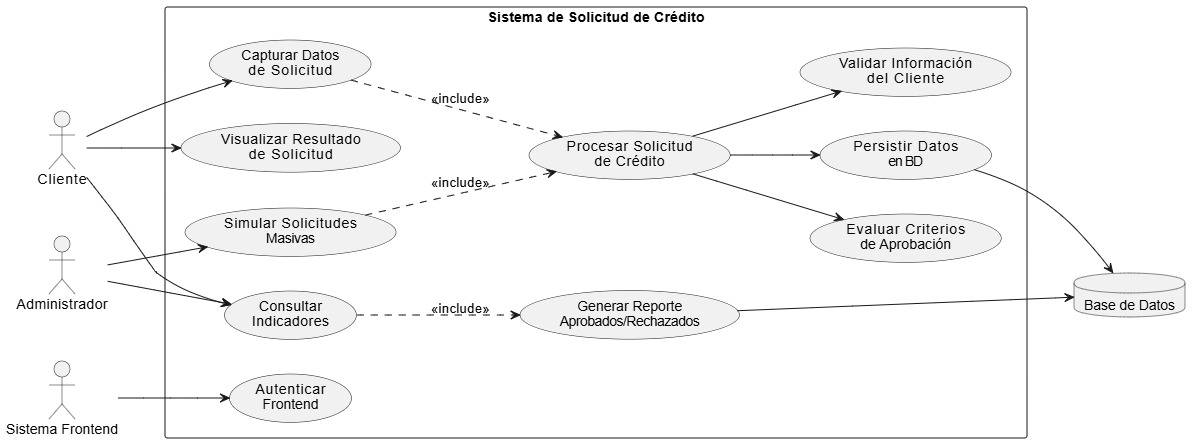 Sistema de Solicitud de Crédito
Capturar Datos
de Solicitud
Validar Información
del Cliente
«include»
Visualizar Resultado
de Solicitud
Procesar Solicitud
de Crédito
Persistir Datos
en BD
Cliente
«include»
Simular Solicitudes
Masivas
Evaluar Criterios
de Aprobación
Administrador
Consultar
Indicadores
«include»
Generar Reporte
Aprobados/Rechazados
Base de Datos
Autenticar
Frontend
Sistema Frontend